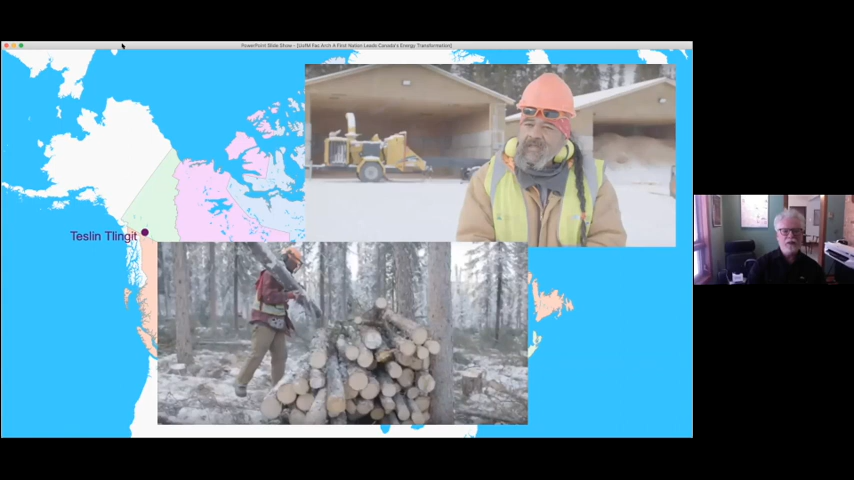 PowerPoint Slide Show - [UofM Fac Arch A First Nation Leads Canada's Energy Transformation]
Teslin Tlingit